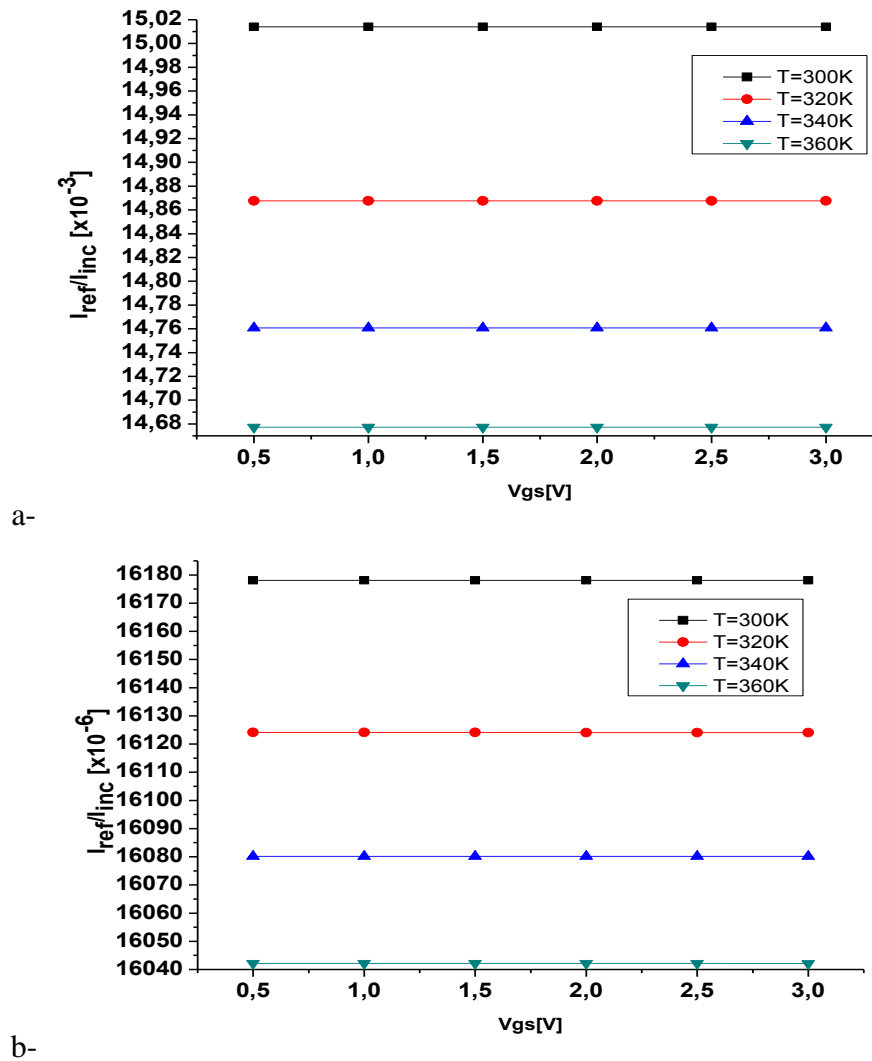 15,02
15,00
14,98
14,96
14,94
14,92
14,90
14,88
14,86
14,84
14,82
14,80
14,78
14,76
14,74
14,72
14,70
14,68
I_ref/I_inc [x10^-3]
T=300K
T=320K
T=340K
T=360K
0,5 1,0 1,5 2,0 2,5 3,0
Vgs[V]
a-
16180
16170
16160
16150
16140
16130
16120
16110
16100
16090
16080
16070
16060
16050
16040
I_ref/I_inc [x10^-6]
T=300K
T=320K
T=340K
T=360K
0,5 1,0 1,5 2,0 2,5 3,0
Vgs[V]
b-